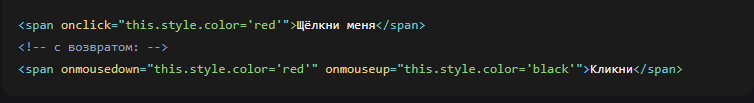 <span onclick="this.style.color='red'">Щёлкни меня</span>
<!-- с возвратом: -->
<span onmousedown="this.style.color='red'" onmouseup="this.style.color='black'">Кликни</span>